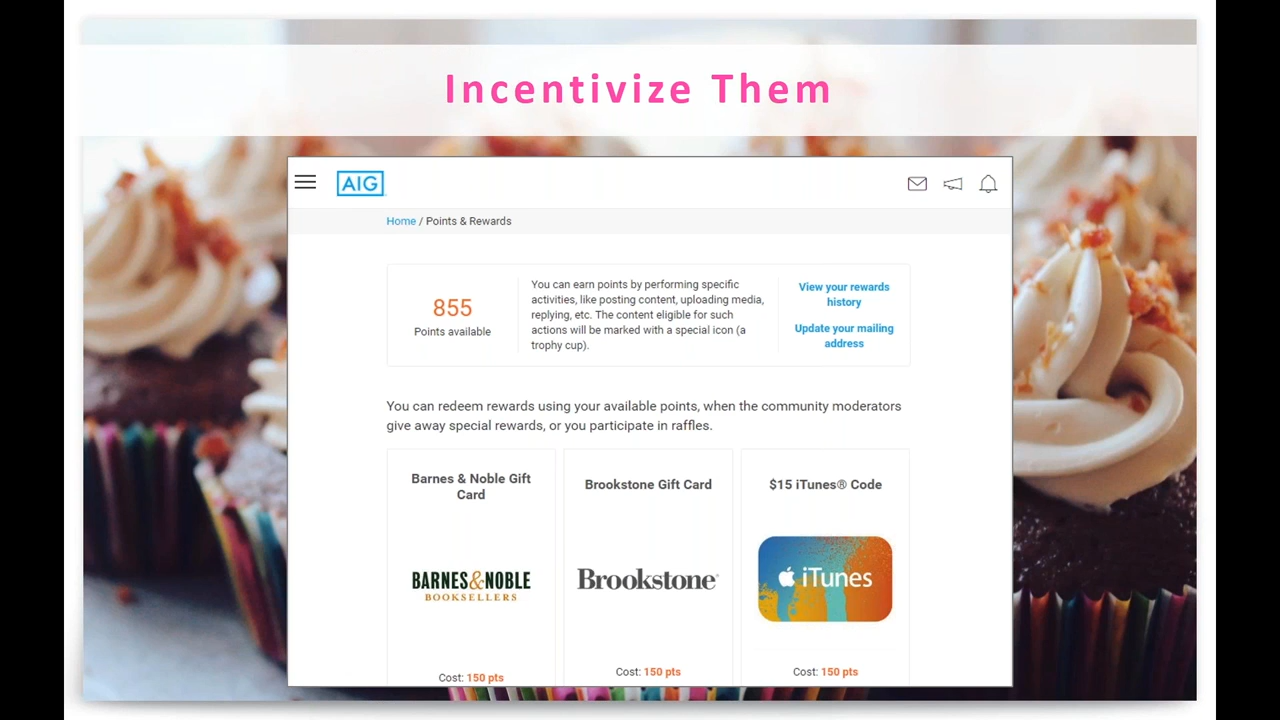 Incentivize Them
AIG
Home / Points & Rewards
855
Points available
You can earn points by performing specific
activities, like posting content, uploading media,
replying, etc. The content eligible for such
actions will be marked with a special icon (a
trophy cup).
View your rewards
history
Update your mailing
address
You can redeem rewards using your available points, when the community moderators
give away special rewards, or you participate in raffles.
Barnes & Noble Gift
Card
BARNES&NOBLE
BOOKSELLERS
Cost: 150 pts
Brookstone Gift Card
Brookstone®
Cost: 150 pts
$15 iTunes® Code
iTunes
Cost: 150 pts